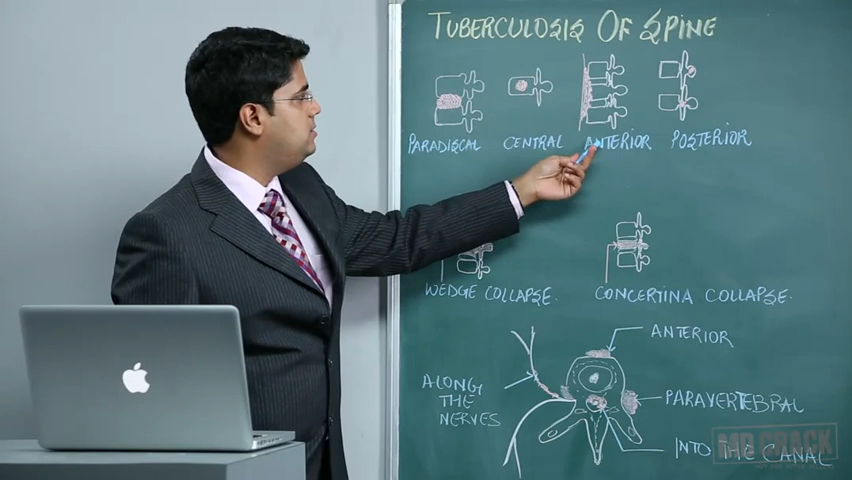 TUBERCULOSIS OF SPINE
PARADISCAL CENTRAL ANTERIOR POSTERIOR
WEDGE COLLAPSE. CONCERTINA COLLAPSE.
ANTERIOR
ALONG
THE
NERVES
PARAVERTEBRAL
INTO THE CANAL
MD CRACK